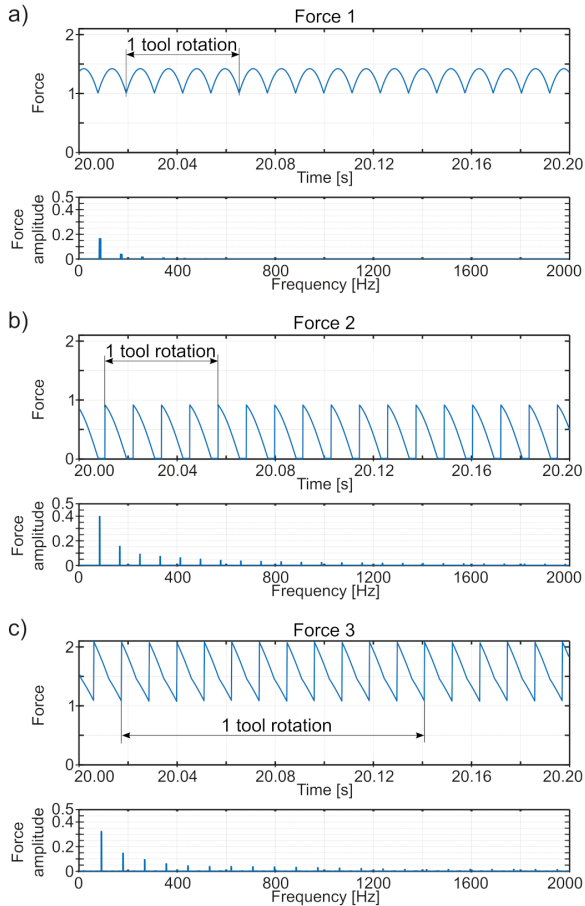 a)
Force 1
2
1
0
Force
1 tool rotation
20.00 20.04 20.08 20.12 20.16 20.20
Time [s]
0.5
0.4
0.2
0
Force
amplitude
0 400 800 1200 1600 2000
Frequency [Hz]
b)
Force 2
2
1
0
Force
1 tool rotation
20.00 20.04 20.08 20.12 20.16 20.20
Time [s]
0.5
0.4
0.2
0
Force
amplitude
0 400 800 1200 1600 2000
Frequency [Hz]
c)
Force 3
2
1
0
Force
1 tool rotation
20.00 20.04 20.08 20.12 20.16 20.20
Time [s]
0.5
0.4
0.2
0
Force
amplitude
0 400 800 1200 1600 2000
Frequency [Hz]